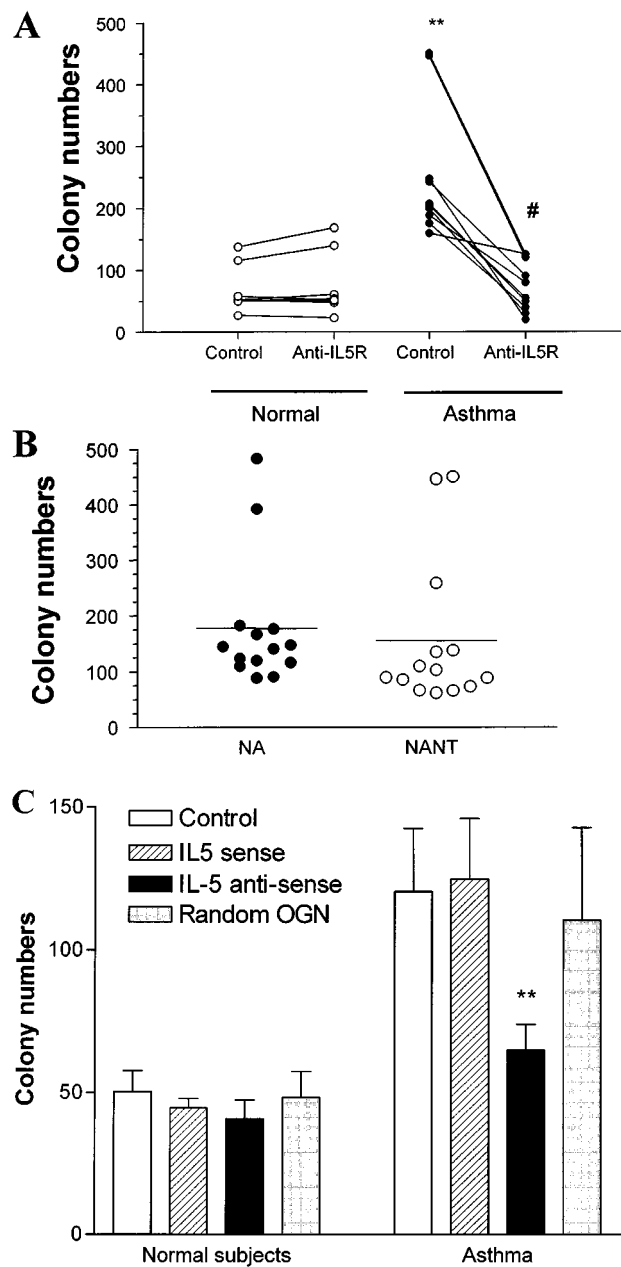 A
Colony numbers
500
400
300
200
100
0
**
#
Control
Anti-IL5R
Control
Anti-IL5R
Normal
Asthma
B
Colony numbers
500
400
300
200
100
0
NA
NANT
C
Colony numbers
150
100
50
0
Control
IL5 sense
IL-5 anti-sense
Random OGN
**
Normal subjects
Asthma